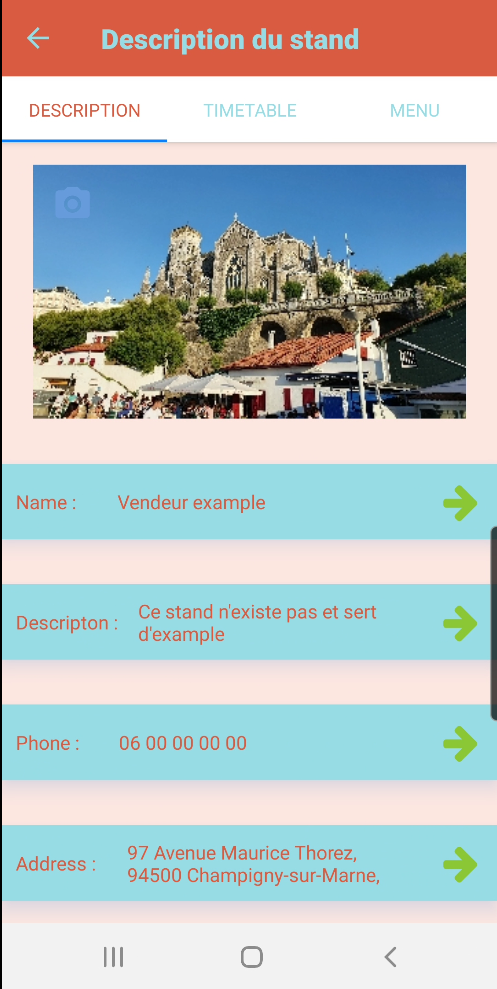 Description du stand
DESCRIPTION TIMETABLE MENU
Name : Vendeur example
Descripton : Ce stand n'existe pas et sert
d'example
Phone : 06 00 00 00 00
Address : 97 Avenue Maurice Thorez,
94500 Champigny-sur-Marne,